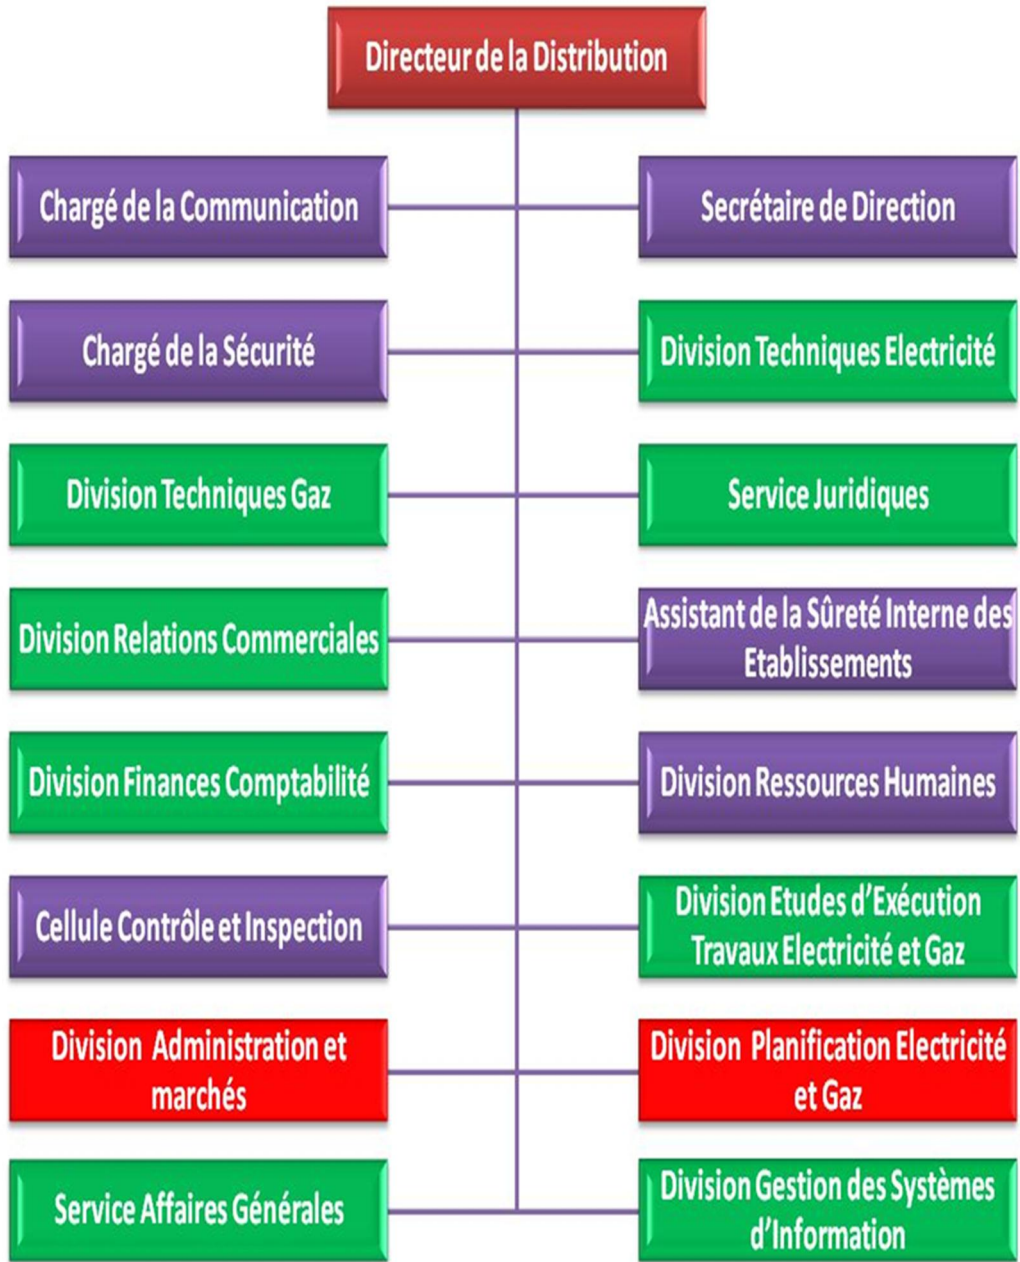 Directeur de la Distribution
Chargé de la Communication
Secrétaire de Direction
Chargé de la Sécurité
Division Techniques Electricité
Division Techniques Gaz
Service Juridiques
Division Relations Commerciales
Assistant de la Sûreté Interne des
Etablissements
Division Finances Comptabilité
Division Ressources Humaines
Cellule Contrôle et Inspection
Division Etudes d’Exécution
Travaux Electricité et Gaz
Division Administration et
marchés
Division Planification Electricité
et Gaz
Service Affaires Générales
Division Gestion des Systèmes
d’Information